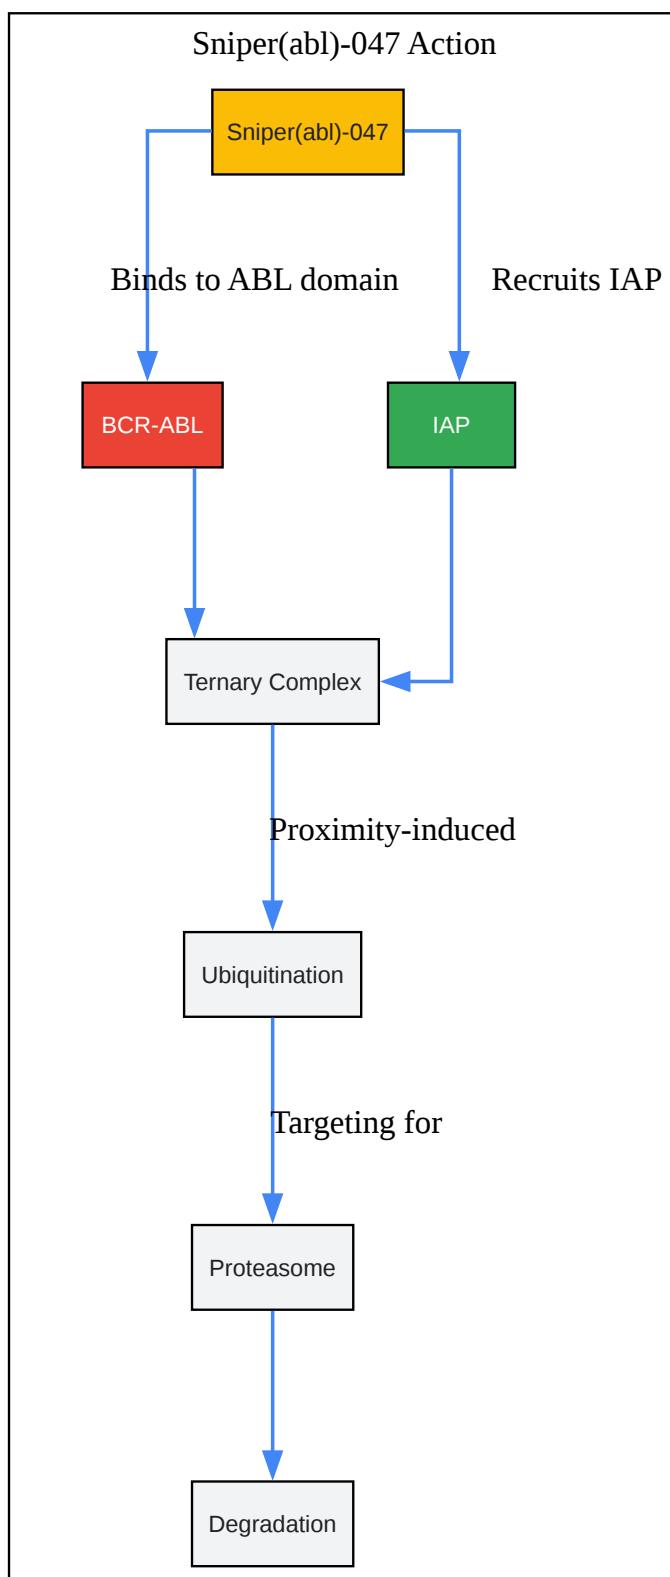 Sniper(abl)-047 Action
Sniper(abl)-047
Binds to ABL domain
Recruits IAP
BCR-ABL
IAP
Ternary Complex
Proximity-induced
Ubiquitination
Targeting for
Proteasome
Degradation